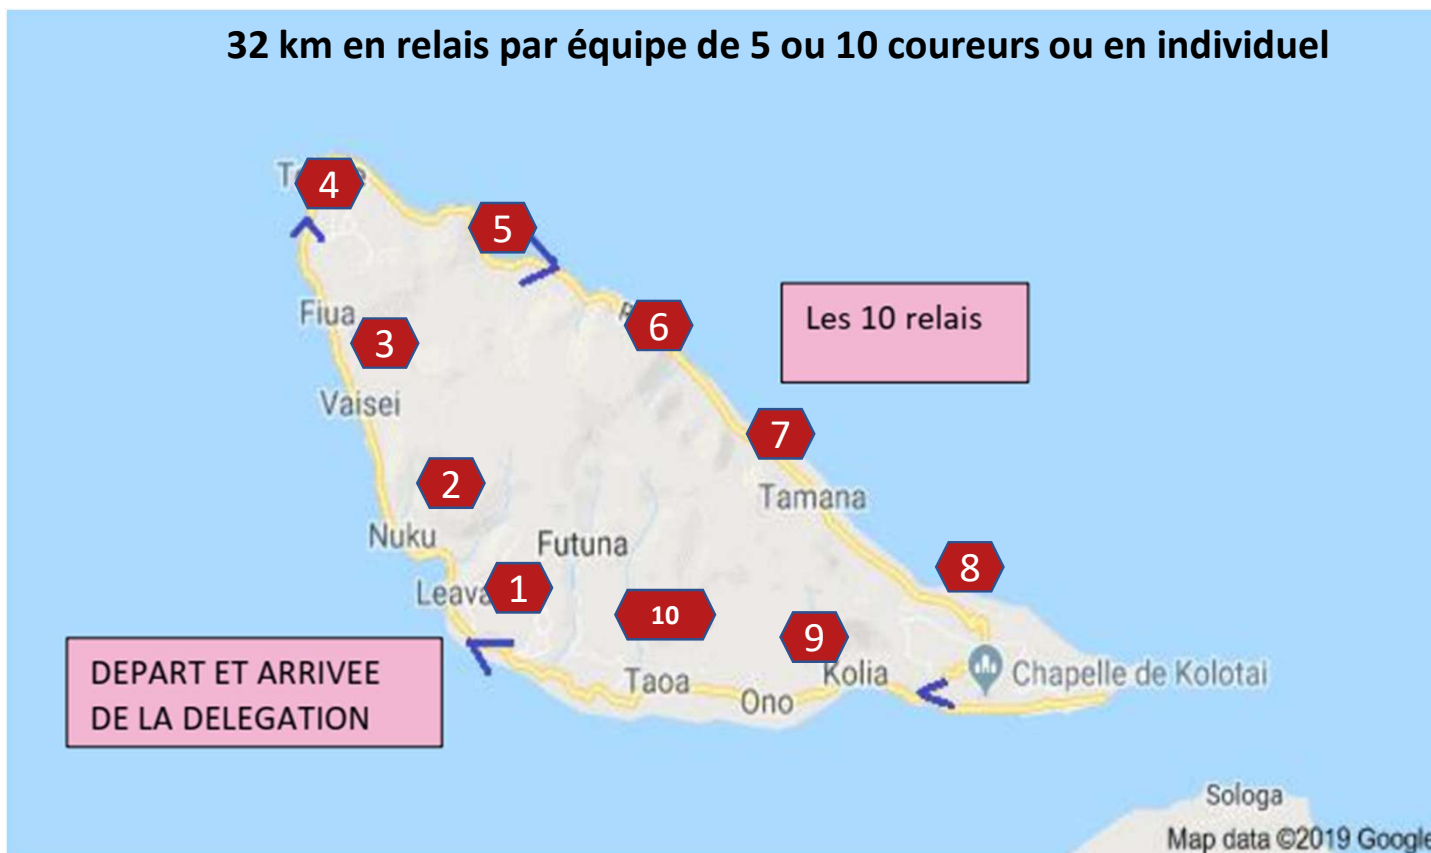 32 km en relais par équipe de 5 ou 10 coureurs ou en individuel
4
5
Fiua
3
6
Les 10 relais
Vaisei
7
2
Tamana
Nuku
Futuna
8
Leava
1
10
9
DEPART ET ARRIVEE
DE LA DELEGATION
Taoa
Kolia
Chapelle de Kolotai
Ono
Sologa
Map data ©2019 Google